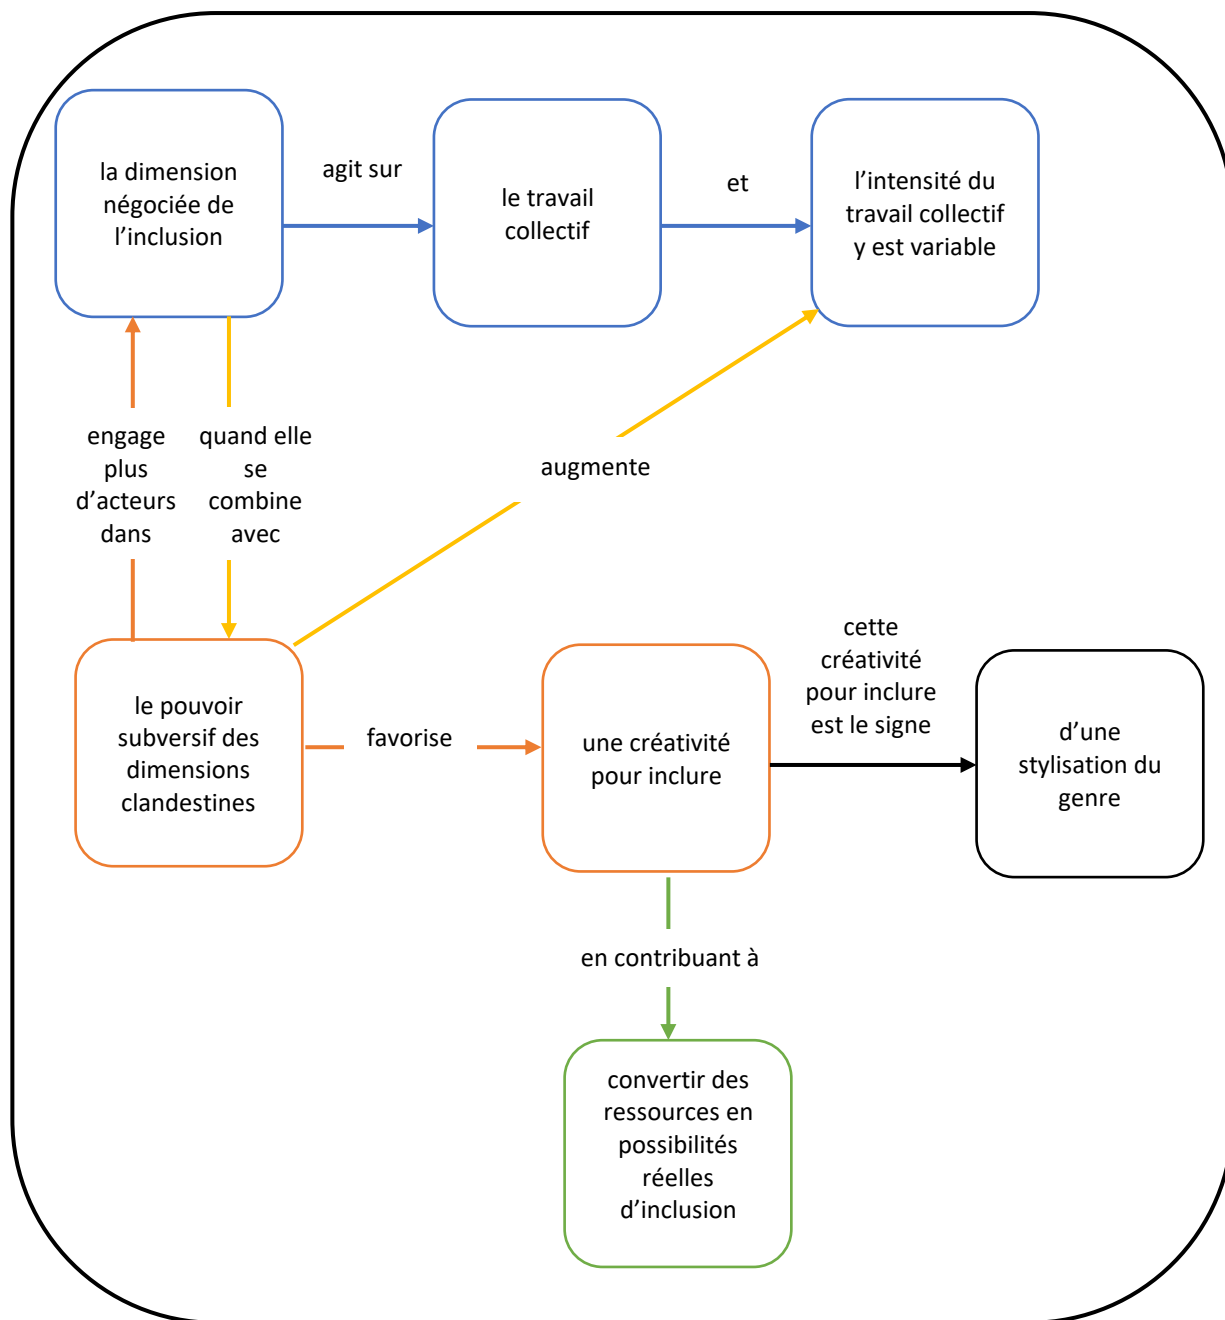 la dimension
négociée de
l’inclusion
agit sur
le travail
collectif
et
l’intensité du
travail collectif
y est variable
engage
plus
d’acteurs
dans
quand elle
se
combine
avec
augmente
le pouvoir
subversif des
dimensions
clandestines
favorise
une créativité
pour inclure
cette
créativité
pour inclure
est le signe
d’une
stylisation du
genre
en contribuant à
convertir des
ressources en
possibilités
réelles
d’inclusion